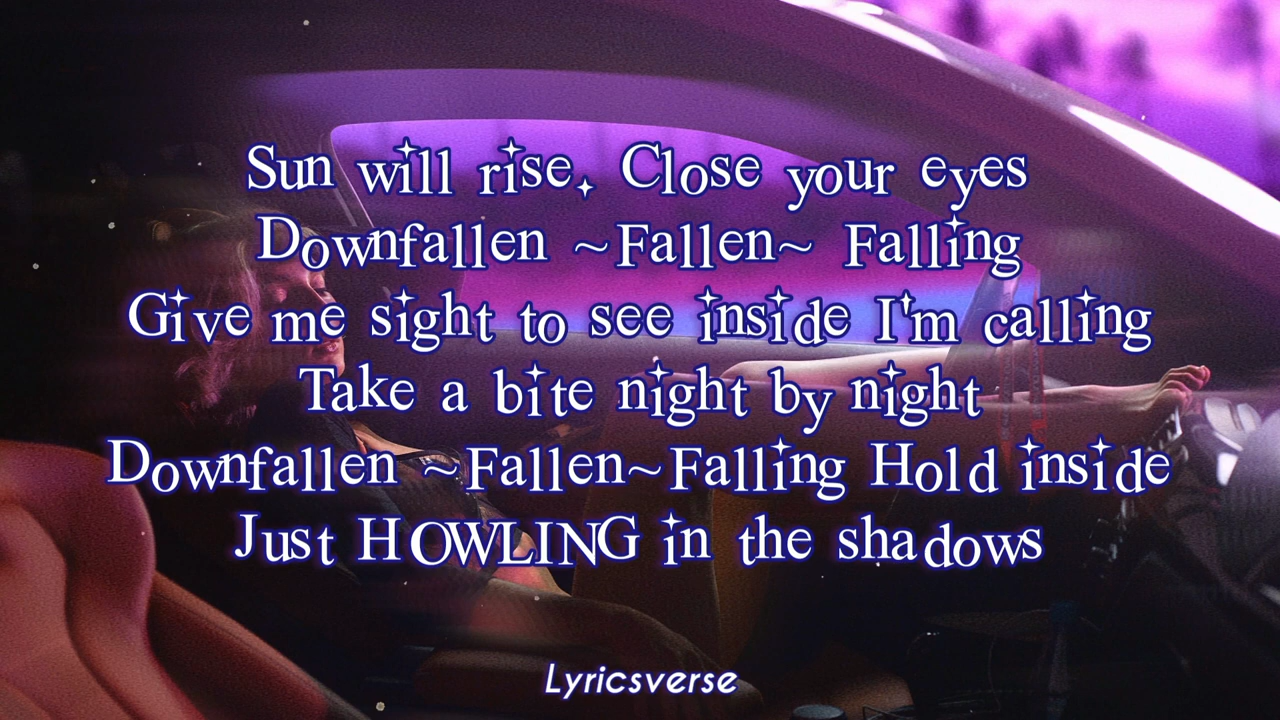 Sun will rise. Close your eyes
Downfallen ~Fallen~ Falling
Give me sight to see inside I'm calling
Take a bite night by night
Downfallen ~Fallen~Falling Hold inside
Just HOWLING in the shadows
Lyricsverse